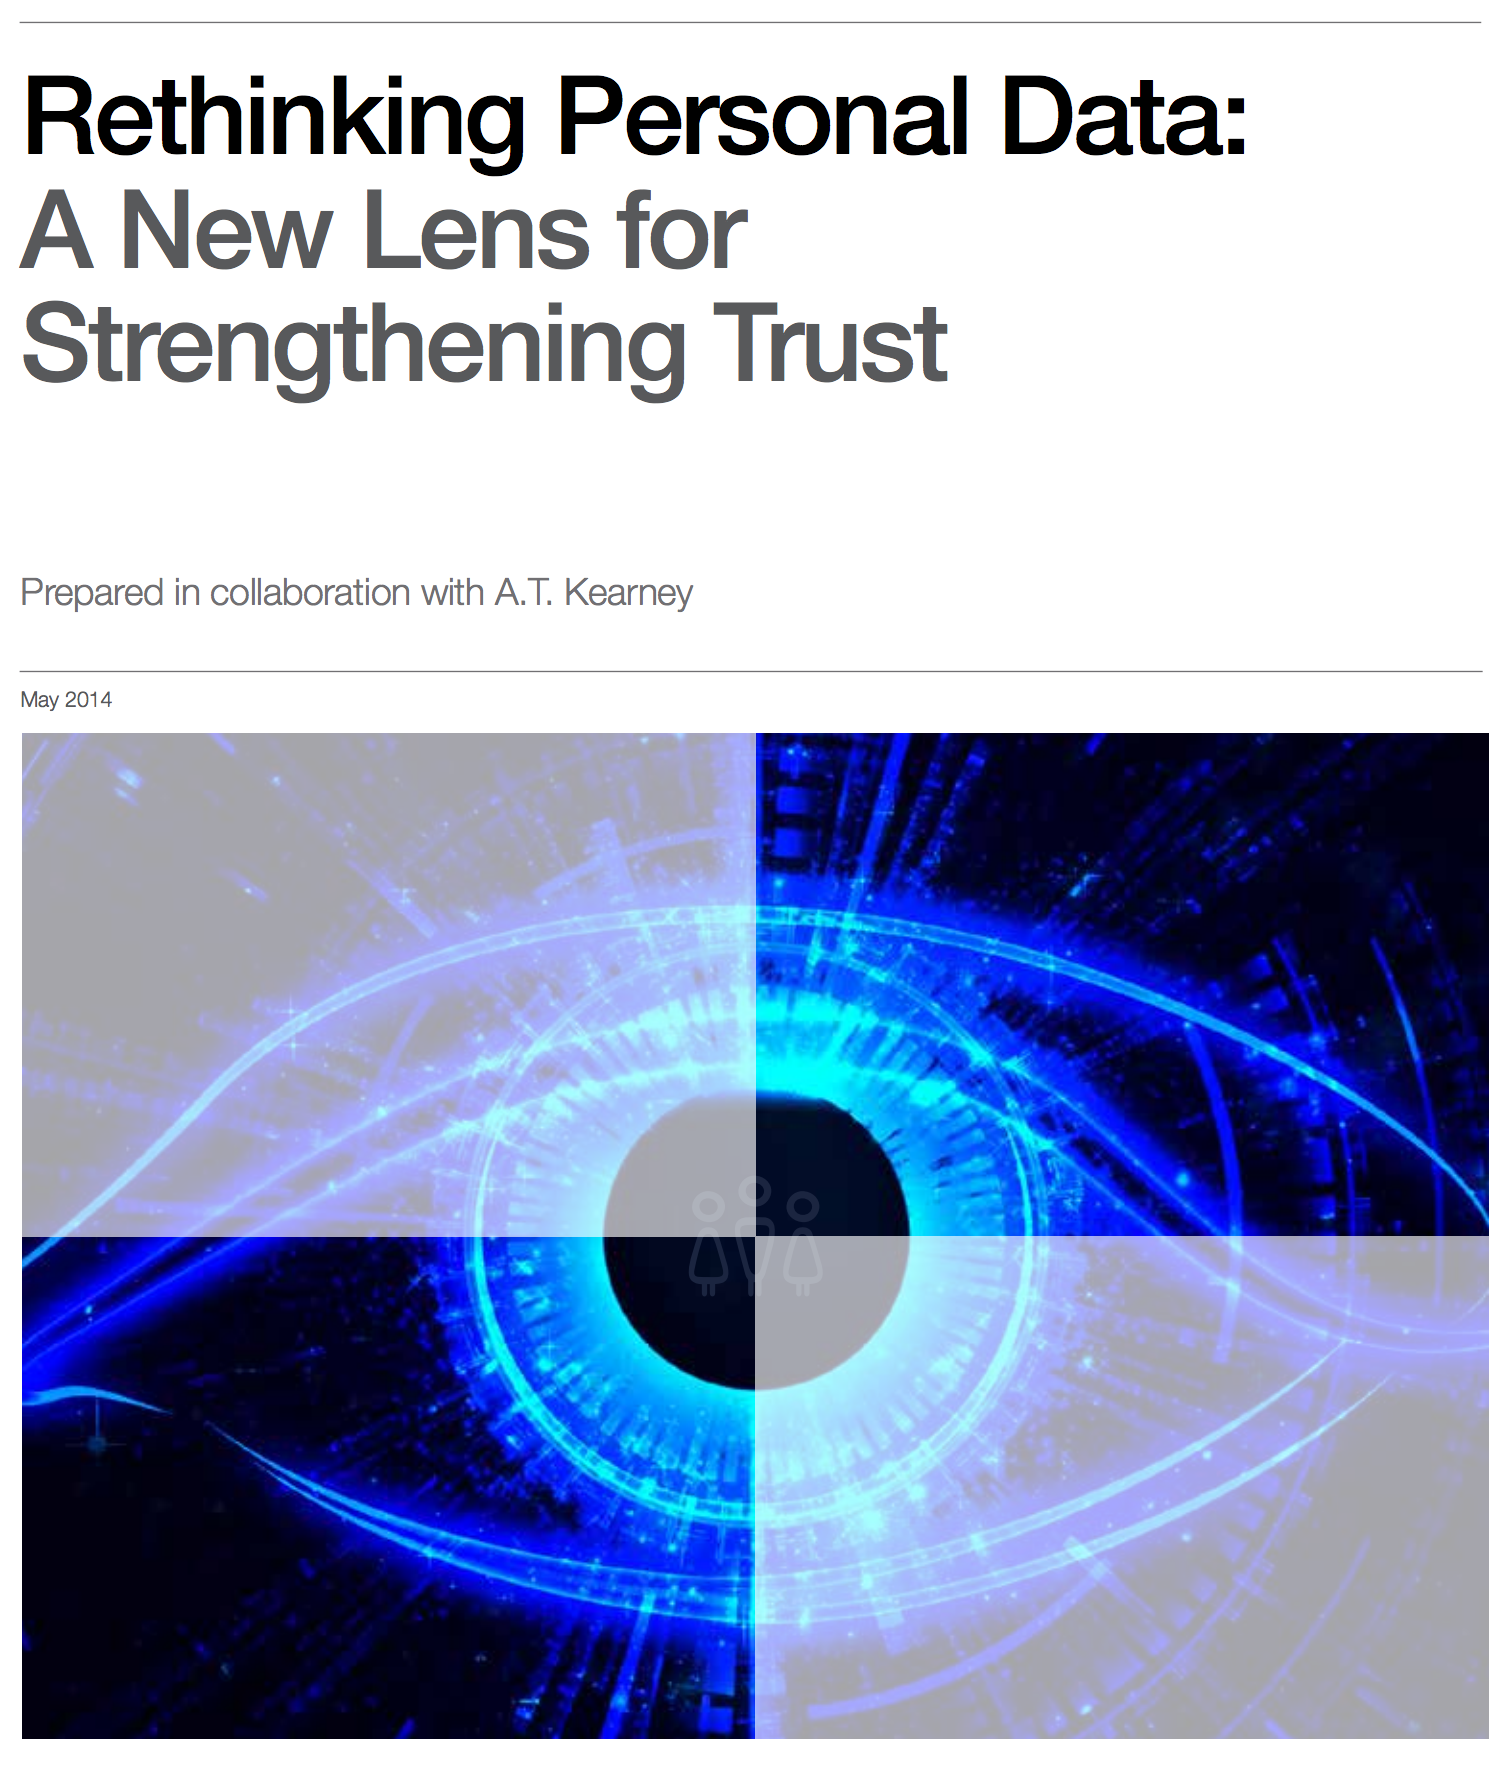 Rethinking Personal Data:
A New Lens for
Strengthening Trust
Prepared in collaboration with A.T. Kearney
May 2014